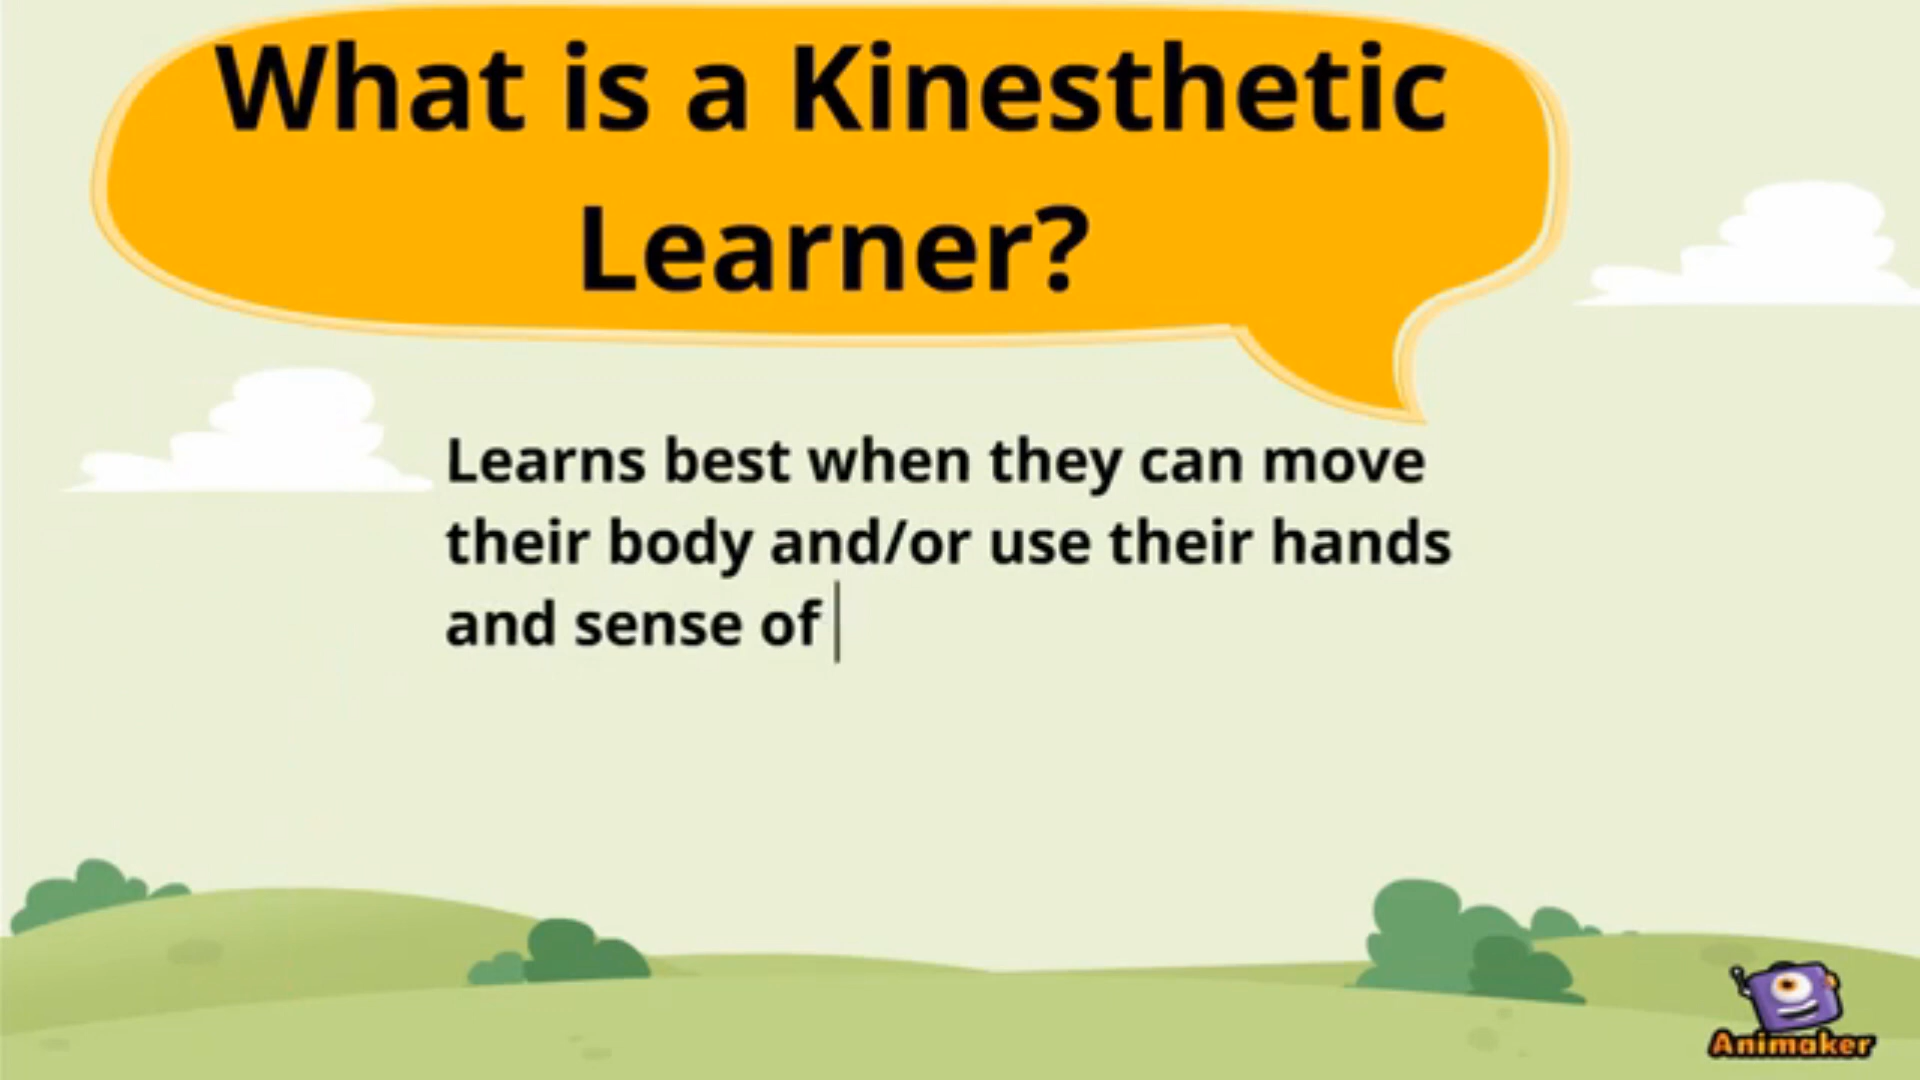 What is a Kinesthetic
Learner?
Learns best when they can move
their body and/or use their hands
and sense of
Animaker